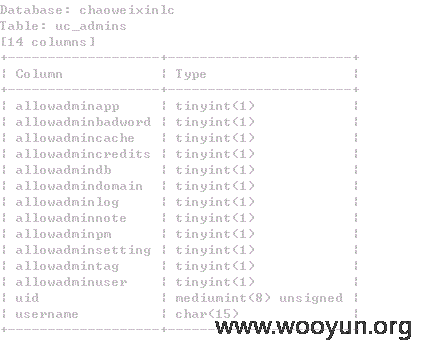 Database: chaoweixinlc
Table: uc_admins
[14 columns]
+-----------------+-----------------------+
| Column | Type |
+-----------------+-----------------------+
| allowadminapp | tinyint(1) |
| allowadminbadword | tinyint(1) |
| allowadmincache | tinyint(1) |
| allowadmincredits | tinyint(1) |
| allowadmindb | tinyint(1) |
| allowadmindomain | tinyint(1) |
| allowadminlog | tinyint(1) |
| allowadminnote | tinyint(1) |
| allowadminpm | tinyint(1) |
| allowadminsetting | tinyint(1) |
| allowadmintag | tinyint(1) |
| allowadminuser | tinyint(1) |
| uid | mediumint(8) unsigned |
| username | char(15) |
+-----------------+-----------------------+
www.wooyun.org